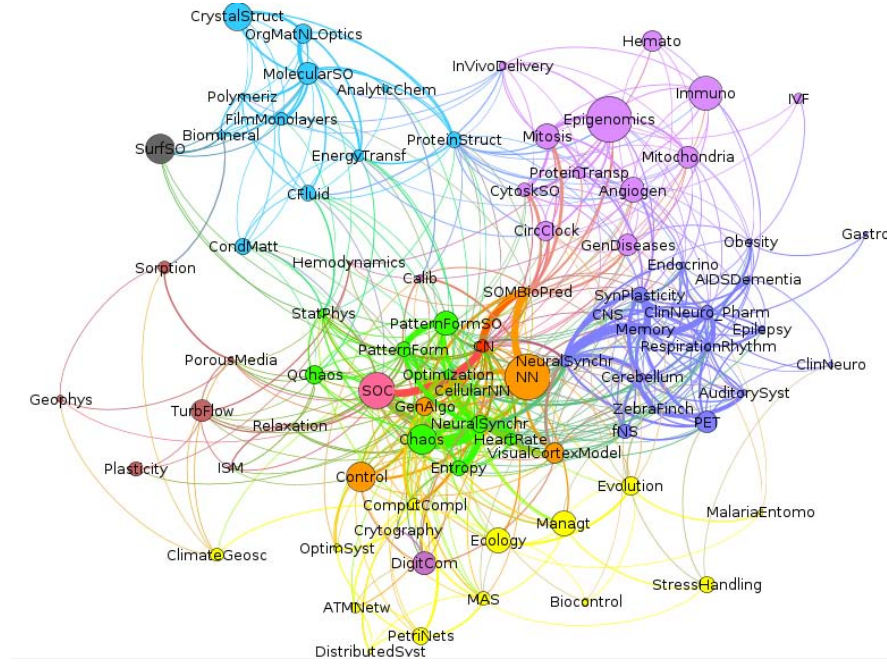 CrystalStruct
OrgMatNLOptics
Hemato
InVivoDelivery
MolecularSO
AnalyticChem
Immuno
IVF
Polymeriz
FilmMonolayers
Epigenomics
Biomineral
Mitosis
ProteinStruct
SurfSO
EnergyTransf
Mitochondria
ProteinTransp
CytoskSO
Angiogen
CFluid
CircClock
Gastro
CondMatt
GenDiseases
Obesity
Hemodynamics
Endocrino
Sorption
Calib
AIDSDementia
SOMBioPred
SynPlasticity
StatPhys
CNS
ClinNeuro_Pharm
PatternFormSO
Memory
Epilepsy
PatternForm
CN
RespirationRhythm
PorousMedia
NeuralSynchr
ClinNeuro
QChaos
Optimization
NN
Cerebellum
SOC
CellularNN
AuditorySyst
Geophys
TurbFlow
GenAlgo
ZebraFinch
Relaxation
NeuralSynchr
PET
Chaos
HeartRate
fNS
VisualCortexModel
Plasticity
ISM
Entropy
Control
Evolution
ComputCompl
MalariaEntomo
Crytography
Managt
OptimSyst
Ecology
ClimateGeosc
DigitCom
StressHandling
MAS
Biocontrol
ATMNetw
PetriNets
DistributedSyst